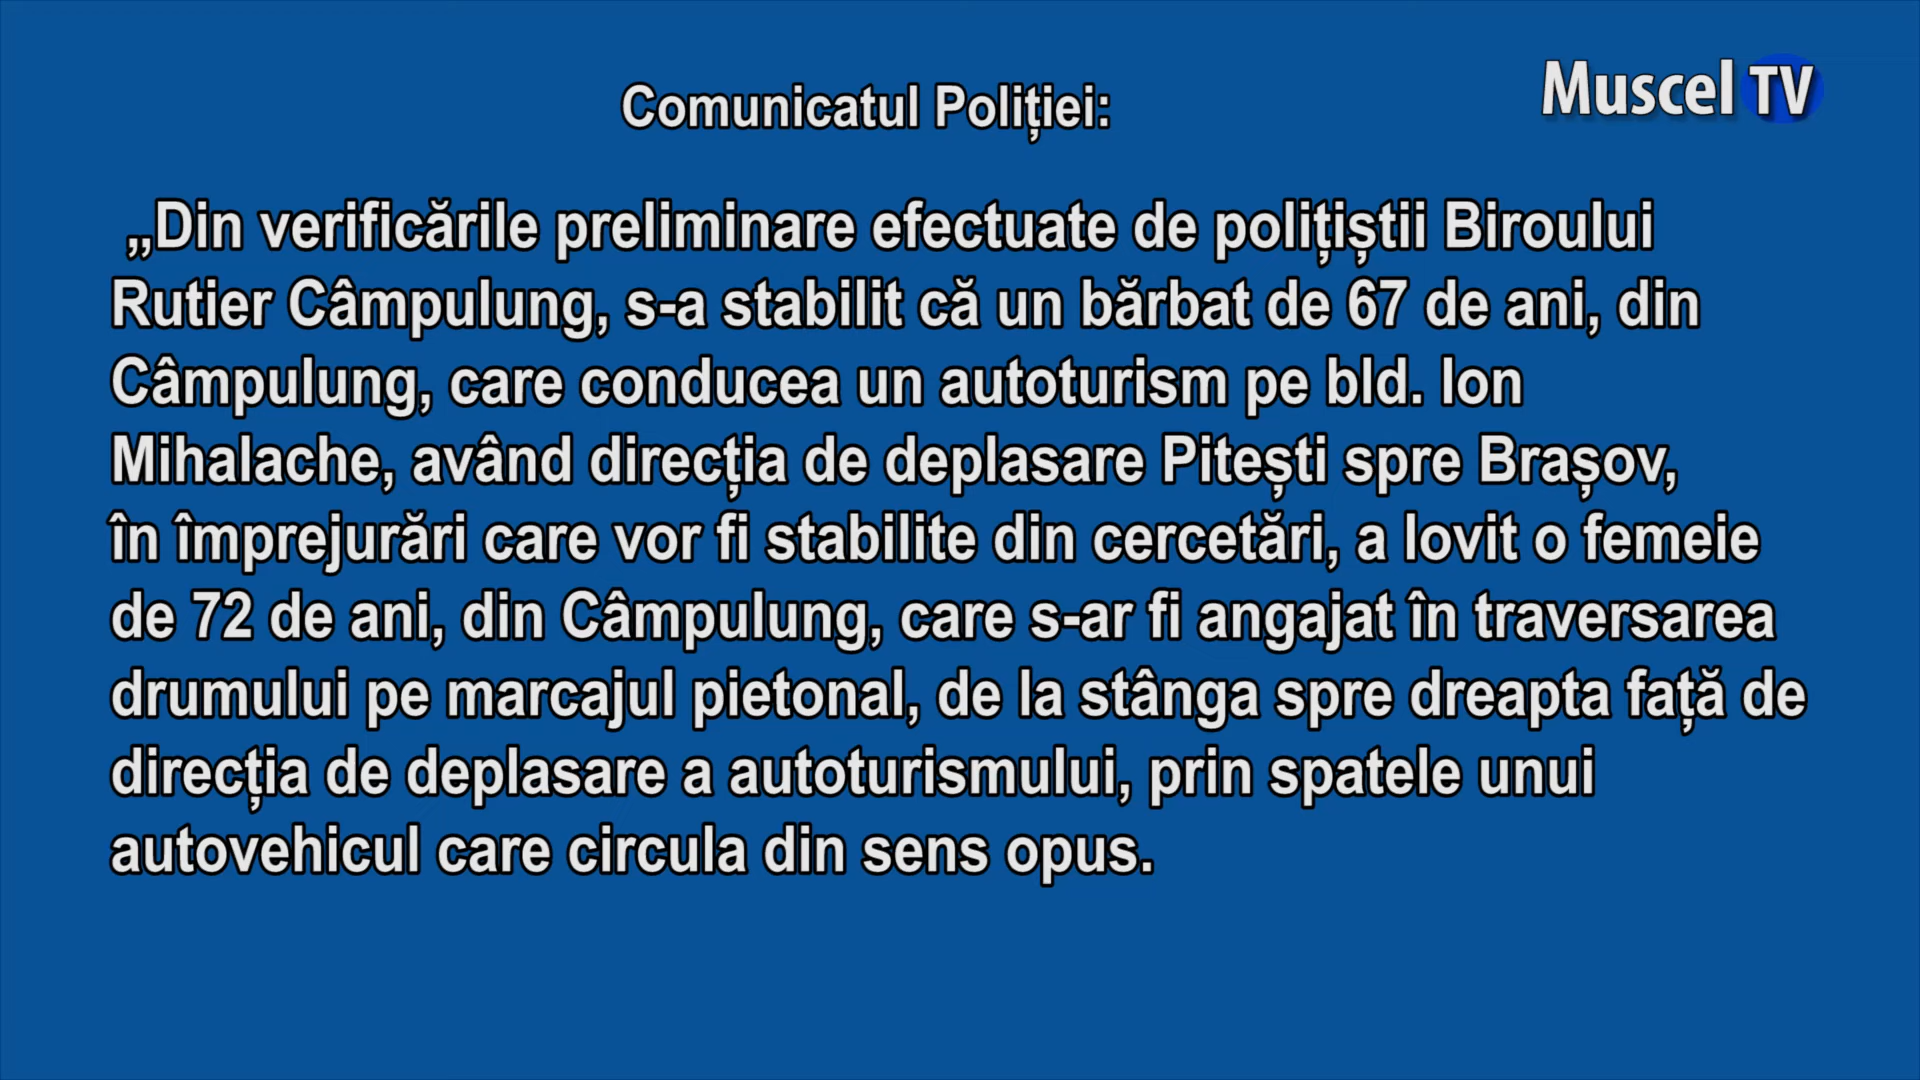 Muscel TV
Comunicatul Poliției:
„Din verificările preliminare efectuate de polițiștii Biroului
Rutier Câmpulung, s-a stabilit că un bărbat de 67 de ani, din
Câmpulung, care conducea un autoturism pe bld. Ion
Mihalache, având direcția de deplasare Pitești spre Brașov,
în împrejurări care vor fi stabilite din cercetări, a lovit o femeie
de 72 de ani, din Câmpulung, care s-ar fi angajat în traversarea
drumului pe marcajul pietonal, de la stânga spre dreapta față de
direcția de deplasare a autoturismului, prin spatele unui
autovehicul care circula din sens opus.